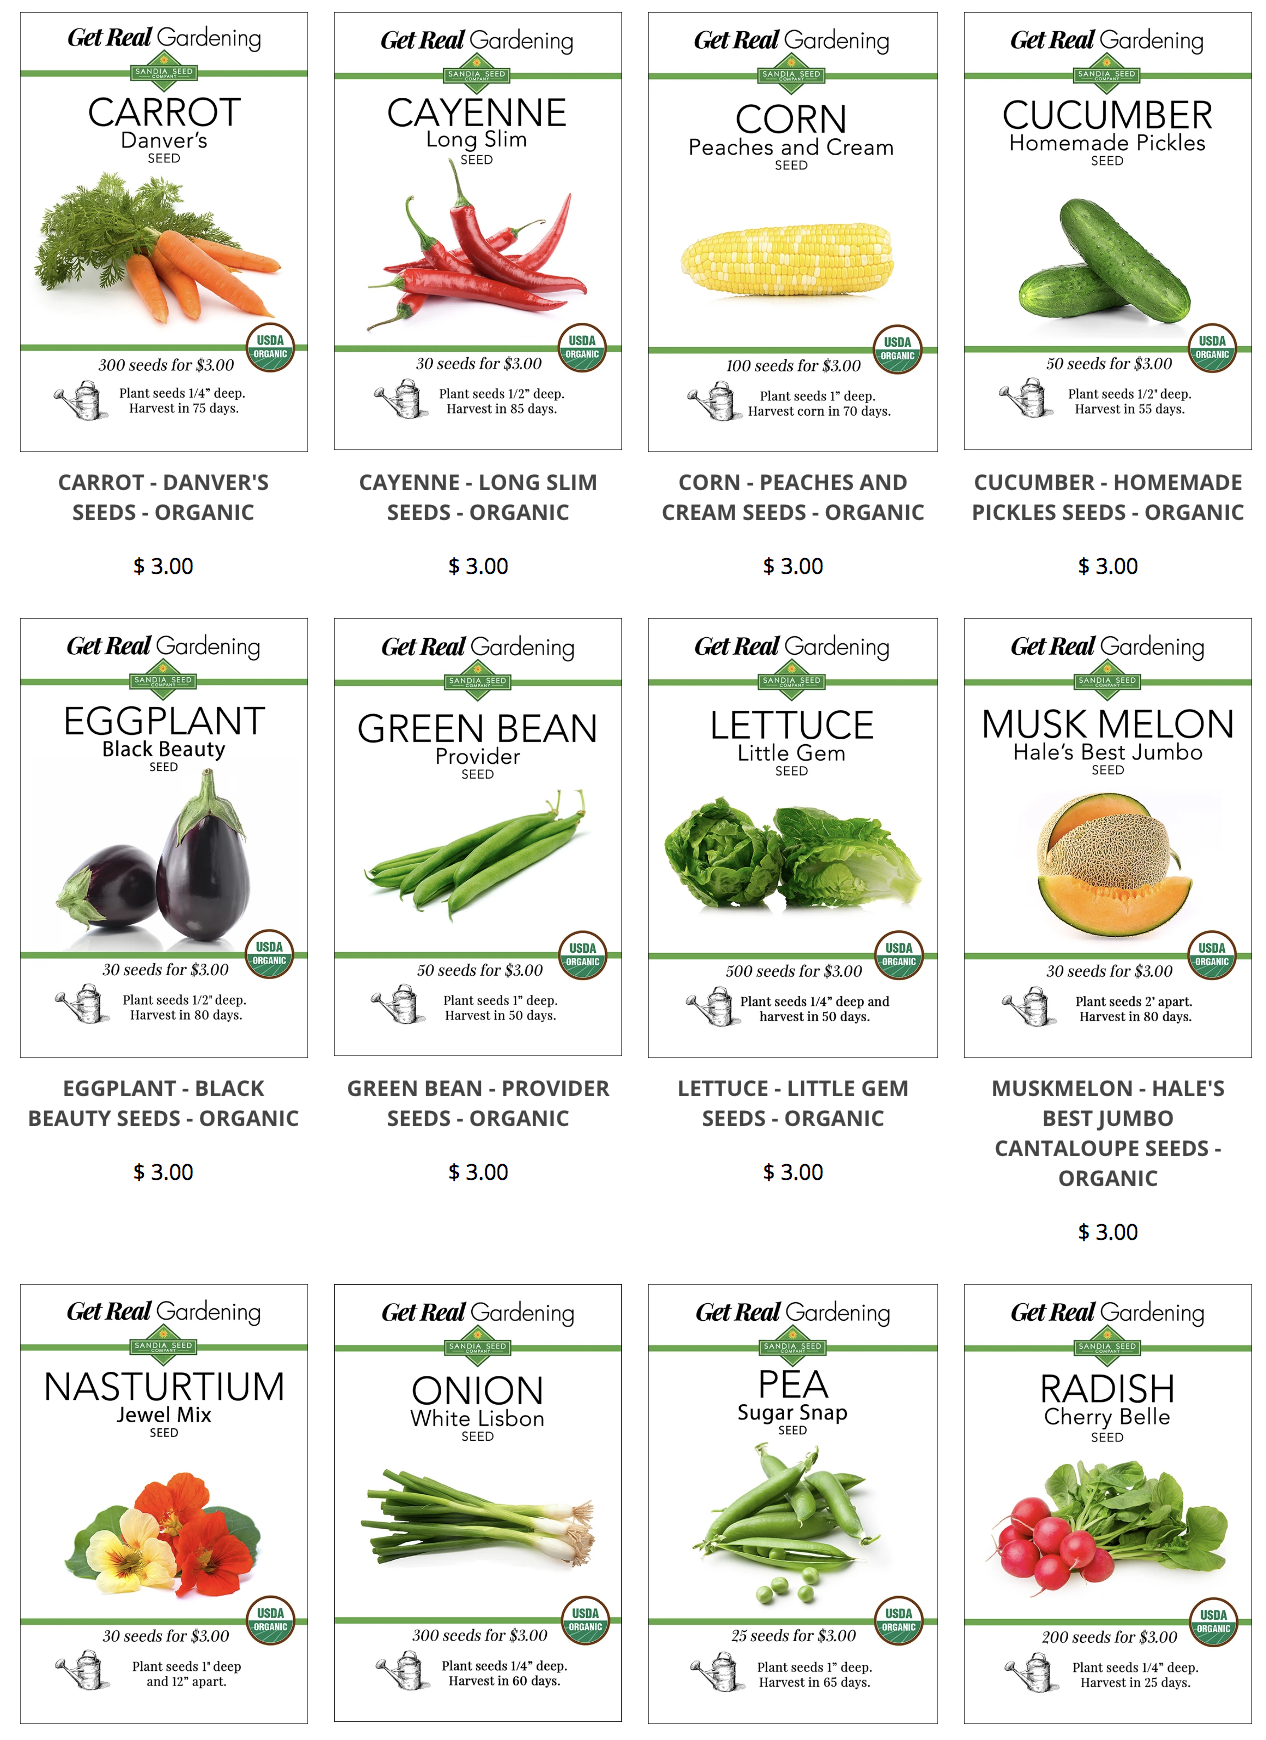 Get Real Gardening
SANDIA SEED
COMPANY
CARROT
Danver's
SEED
USDA
ORGANIC
300 seeds for $3.00
Plant seeds 1/4" deep.
Harvest in 75 days.
CARROT - DANVER'S
SEEDS - ORGANIC
$ 3.00
Get Real Gardening
SANDIA SEED
COMPANY
CAYENNE
Long Slim
SEED
USDA
ORGANIC
30 seeds for $3.00
Plant seeds 1/2" deep.
Harvest in 85 days.
CAYENNE - LONG SLIM
SEEDS - ORGANIC
$ 3.00
Get Real Gardening
SANDIA SEED
COMPANY
CORN
Peaches and Cream
SEED
USDA
ORGANIC
100 seeds for $3.00
Plant seeds 1" deep.
Harvest corn in 70 days.
CORN - PEACHES AND
CREAM SEEDS - ORGANIC
$ 3.00
Get Real Gardening
SANDIA SEED
COMPANY
CUCUMBER
Homemade Pickles
SEED
USDA
ORGANIC
50 seeds for $3.00
Plant seeds 1/2" deep.
Harvest in 55 days.
CUCUMBER - HOMEMADE
PICKLES SEEDS - ORGANIC
$ 3.00
Get Real Gardening
SANDIA SEED
COMPANY
EGGPLANT
Black Beauty
SEED
USDA
ORGANIC
30 seeds for $3.00
Plant seeds 1/2" deep.
Harvest in 80 days.
EGGPLANT - BLACK
BEAUTY SEEDS - ORGANIC
$ 3.00
Get Real Gardening
SANDIA SEED
COMPANY
GREEN BEAN
Provider
SEED
USDA
ORGANIC
50 seeds for $3.00
Plant seeds 1" deep.
Harvest in 50 days.
GREEN BEAN - PROVIDER
SEEDS - ORGANIC
$ 3.00
Get Real Gardening
SANDIA SEED
COMPANY
LETTUCE
Little Gem
SEED
USDA
ORGANIC
500 seeds for $3.00
Plant seeds 1/4" deep and
harvest in 50 days.
LETTUCE - LITTLE GEM
SEEDS - ORGANIC
$ 3.00
Get Real Gardening
SANDIA SEED
COMPANY
MUSK MELON
Hale's Best Jumbo
SEED
USDA
ORGANIC
30 seeds for $3.00
Plant seeds 2' apart.
Harvest in 80 days.
MUSKMELON - HALE'S
BEST JUMBO
CANTALOUPE SEEDS -
ORGANIC
$ 3.00
Get Real Gardening
SANDIA SEED
COMPANY
NASTURTIUM
Jewel Mix
SEED
USDA
ORGANIC
30 seeds for $3.00
Plant seeds 1" deep
and 12" apart.
Get Real Gardening
SANDIA SEED
COMPANY
ONION
White Lisbon
SEED
USDA
ORGANIC
300 seeds for $3.00
Plant seeds 1/4" deep.
Harvest in 60 days.
Get Real Gardening
SANDIA SEED
COMPANY
PEA
Sugar Snap
SEED
USDA
ORGANIC
25 seeds for $3.00
Plant seeds 1" deep.
Harvest in 65 days.
Get Real Gardening
SANDIA SEED
COMPANY
RADISH
Cherry Belle
SEED
USDA
ORGANIC
200 seeds for $3.00
Plant seeds 1/4" deep.
Harvest in 25 days.